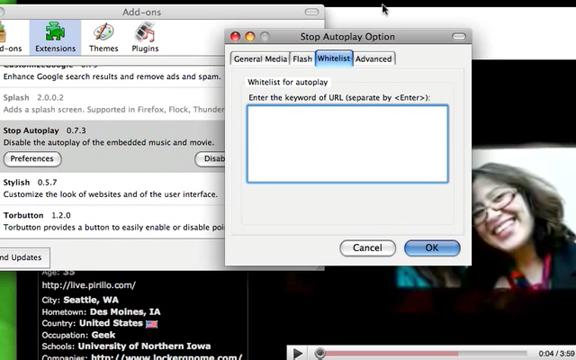 Add-ons
Stop Autoplay Option
Extensions
Themes
Plugins
General Media
Flash
Whitelist
Advanced
Enhance Google search results and remove ads and spam.
Splash 2.0.0.2
Adds a splash screen. Supported in Firefox, Flock, Thunder
Stop Autoplay 0.7.3
Disable the autoplay of the embedded music and movie.
Preferences
Disab
Stylish 0.5.7
Customize the look of websites and of the user interface.
Torbutton 1.2.0
Torbutton provides a button to easily enable or disable po
nd Updates
Whitelist for autoplay
Enter the keyword of URL (separate by <Enter>):
Cancel
OK
Age: 35
http://live.pirillo.com/
City: Seattle, WA
Hometown: Des Moines, IA
Country: United States
Occupation: Geek
Schools: University of Northern Iowa
Companies: http://www.lockergnome.com/
0:04 / 3:59